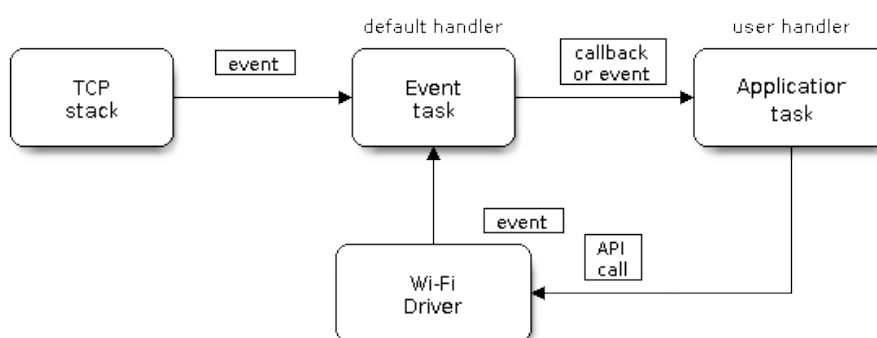 default handler
user handler
event
callback
or event
TCP
stack
Event
task
Application
task
event
API
call
Wi-Fi
Driver